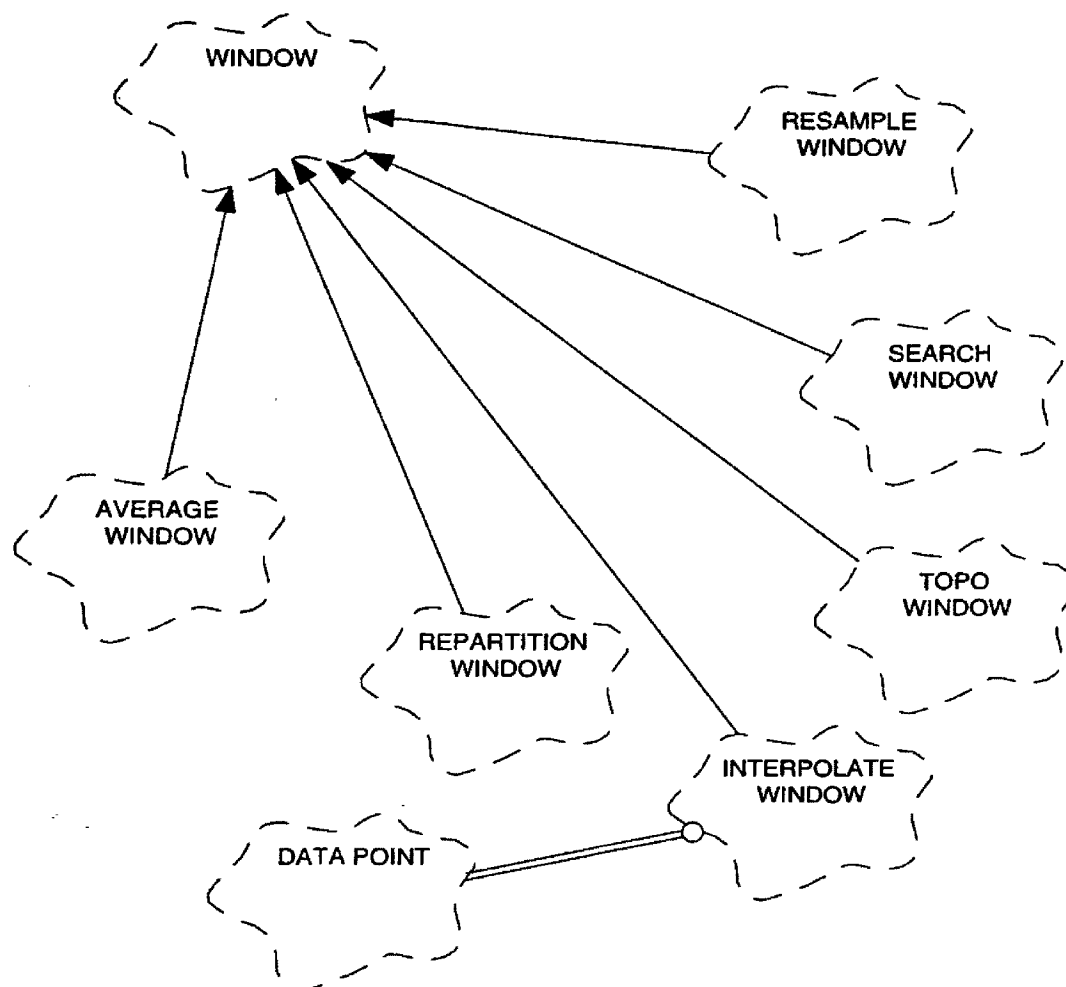 WINDOW
RESAMPLE
WINDOW
SEARCH
WINDOW
AVERAGE
WINDOW
TOPO
WINDOW
REPARTITION
WINDOW
INTERPOLATE
WINDOW
DATA POINT